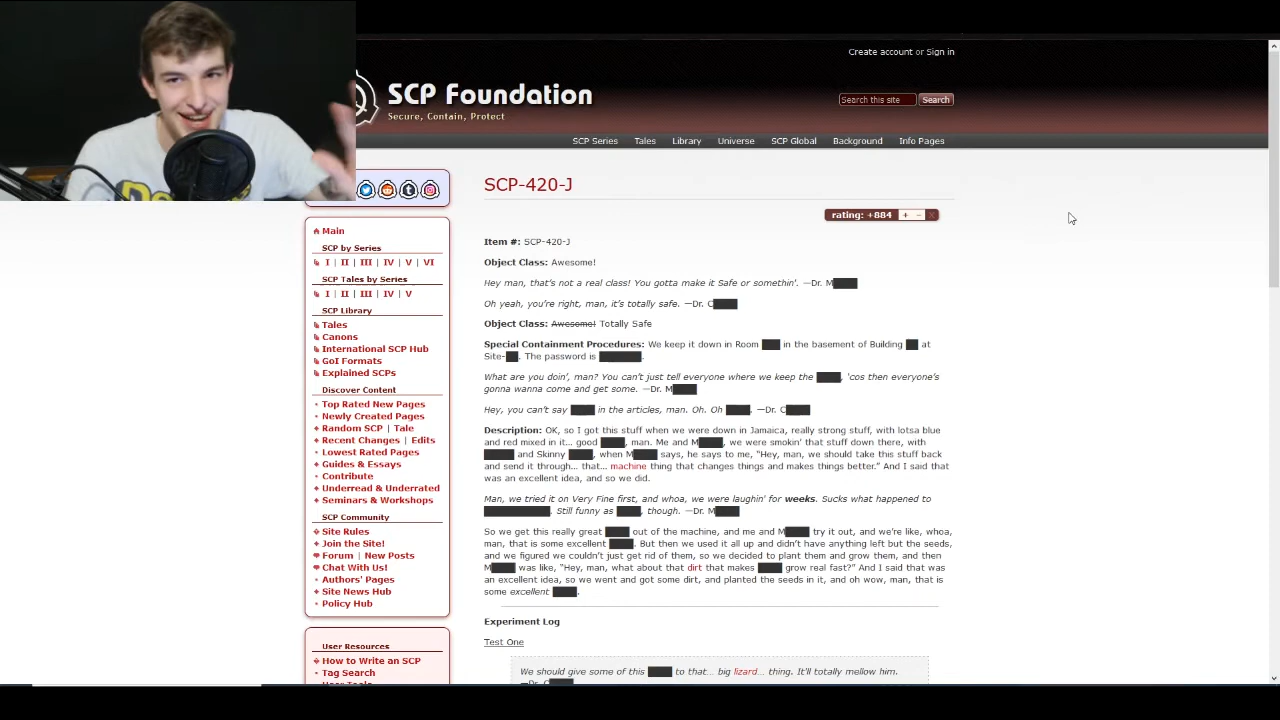 Create account or Sign in
SCP Foundation
Secure, Contain, Protect
Search this site Search
SCP Series Tales Library Universe SCP Global Background Info Pages
SCP-420-J
rating: +884 + − x
Item #: SCP-420-J
Object Class: Awesome!
Hey man, that's not a real class! You gotta make it Safe or somethin'. —Dr. M████
Oh yeah, you're right, man, it's totally safe. —Dr. C████
Object Class: Awesome! Totally Safe
Special Containment Procedures: We keep it down in Room ███ in the basement of Building ██ at
Site-██. The password is ███████.
What are you doin', man? You can't just tell everyone where we keep the ████, 'cos then everyone's
gonna wanna come and get some. —Dr. M████
Hey, you can't say ████ in the articles, man. Oh. Oh ████. —Dr. C████
Description: OK, so I got this stuff when we were down in Jamaica, really strong stuff, with lotsa blue
and red mixed in it... good ████, man. Me and M████, we were smokin' that stuff down there, with
█████ and Skinny ████, when M████ says, he says to me, "Hey, man, we should take this stuff back
and send it through... that... machine thing that changes things and makes things better." And I said that
was an excellent idea, and so we did.
Man, we tried it on Very Fine first, and whoa, we were laughin' for weeks. Sucks what happened to
███████████. Still funny as ████, though. —Dr. M████
So we get this really great ████ out of the machine, and me and M████ try it out, and we're like, whoa,
man, that is some excellent ████. But then we used it all up and didn't have anything left but the seeds,
and we figured we couldn't just get rid of them, so we decided to plant them and grow them, and then
M████ was like, "Hey, man, what about that dirt that makes ████ grow real fast?" And I said that was
an excellent idea, so we went and got some dirt, and planted the seeds in it, and oh wow, man, that is
some excellent ████.
Experiment Log
Test One
We should give some of this ████ to that... big lizard... thing. It'll totally mellow him.
—Dr. C████
Main
SCP by Series
I | II | III | IV | V | VI
SCP Tales by Series
I | II | III | IV | V
SCP Library
Tales
Canons
International SCP Hub
GoI Formats
Explained SCPs
Discover Content
Top Rated New Pages
Newly Created Pages
Random SCP | Tale
Recent Changes | Edits
Lowest Rated Pages
Guides & Essays
Contribute
Underread & Underrated
Seminars & Workshops
SCP Community
Site Rules
Join the Site!
Forum | New Posts
Chat With Us!
Authors' Pages
Site News Hub
Policy Hub
User Resources
How to Write an SCP
Tag Search